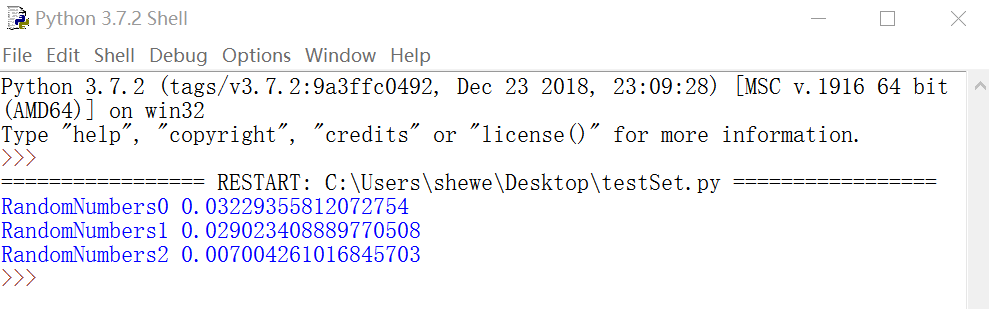 Python 3.7.2 Shell
File Edit Shell Debug Options Window Help
Python 3.7.2 (tags/v3.7.2:9a3ffc0492, Dec 23 2018, 23:09:28) [MSC v.1916 64 bit
(AMD64)] on win32
Type "help", "copyright", "credits" or "license()" for more information.
>>>
================= RESTART: C:\Users\shewe\Desktop\testSet.py =================
RandomNumbers0 0.03229355812072754
RandomNumbers1 0.029023408889770508
RandomNumbers2 0.007004261016845703
>>>